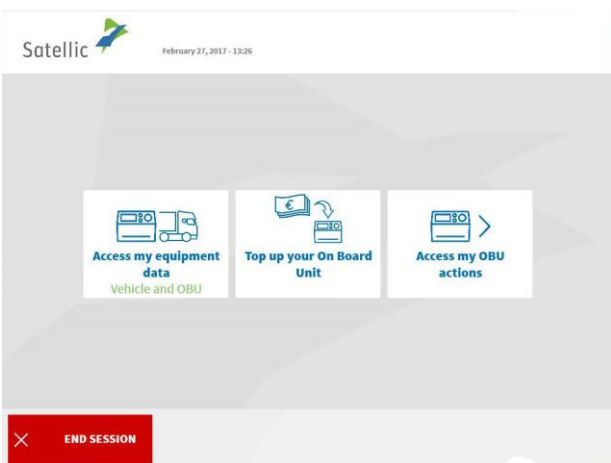 Satellic
February 27, 2017 - 13:26
€
Access my equipment
data
Vehicle and OBU
Top up your On Board
Unit
Access my OBU
actions
END SESSION